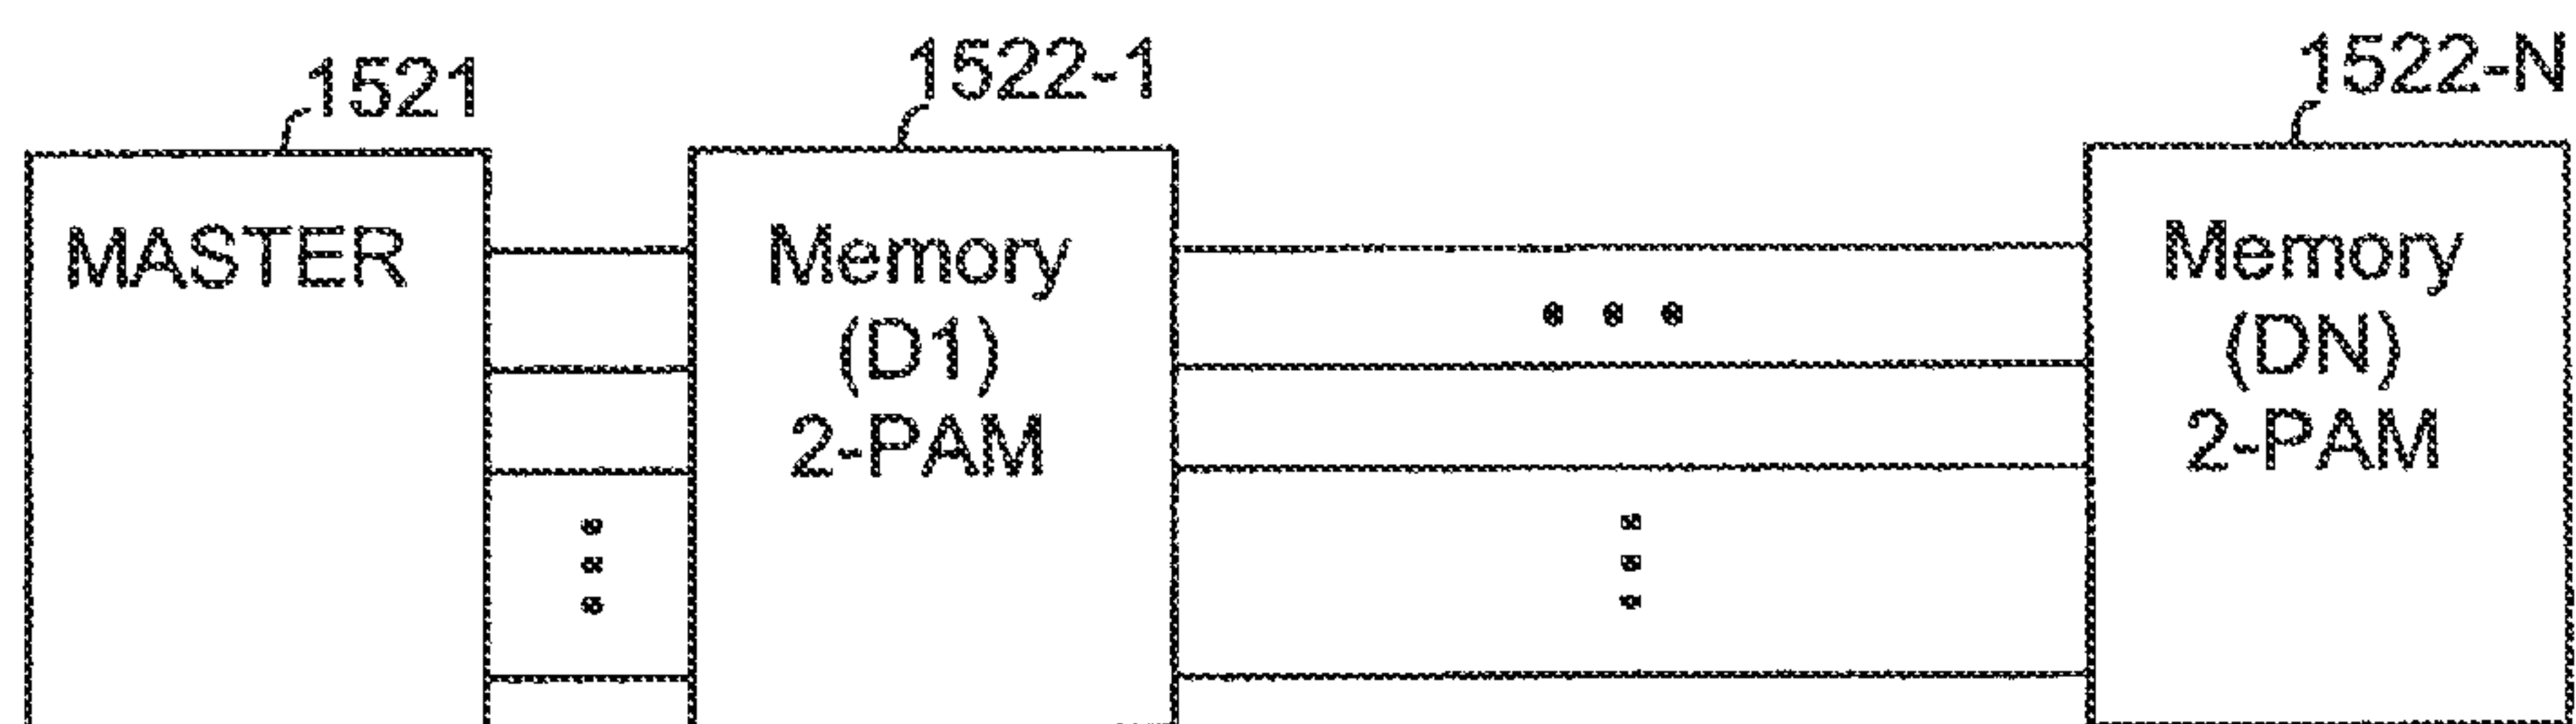 1521
1522-1
1522-N
MASTER
Memory
(D1)
2-PAM
Memory
(DN)
2-PAM